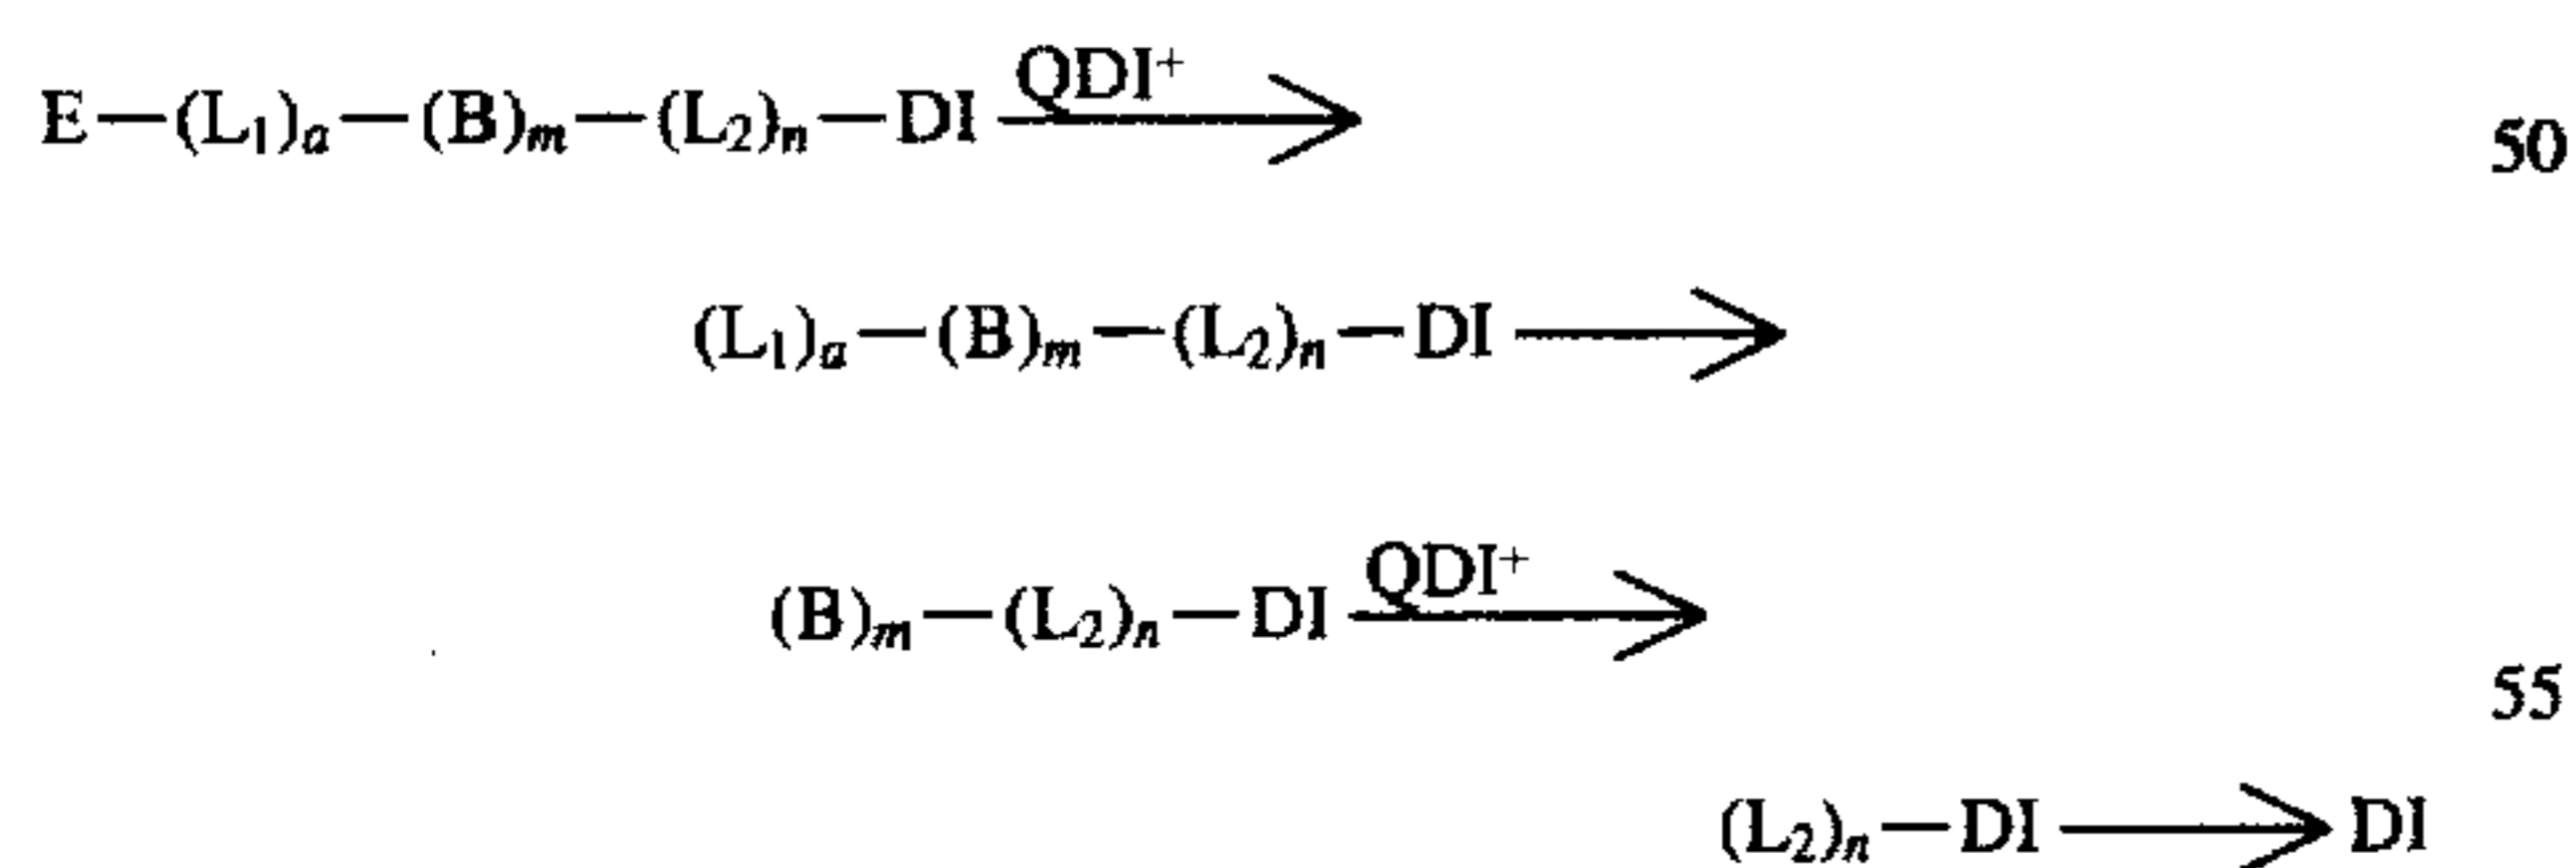 E—(L₁)ₐ—(B)ₘ—(L₂)ₙ—DI QDI⁺→
50
(L₁)ₐ—(B)ₘ—(L₂)ₙ—DI→
(B)ₘ—(L₂)ₙ—DI QDI⁺→
55
(L₂)ₙ—DI→DI